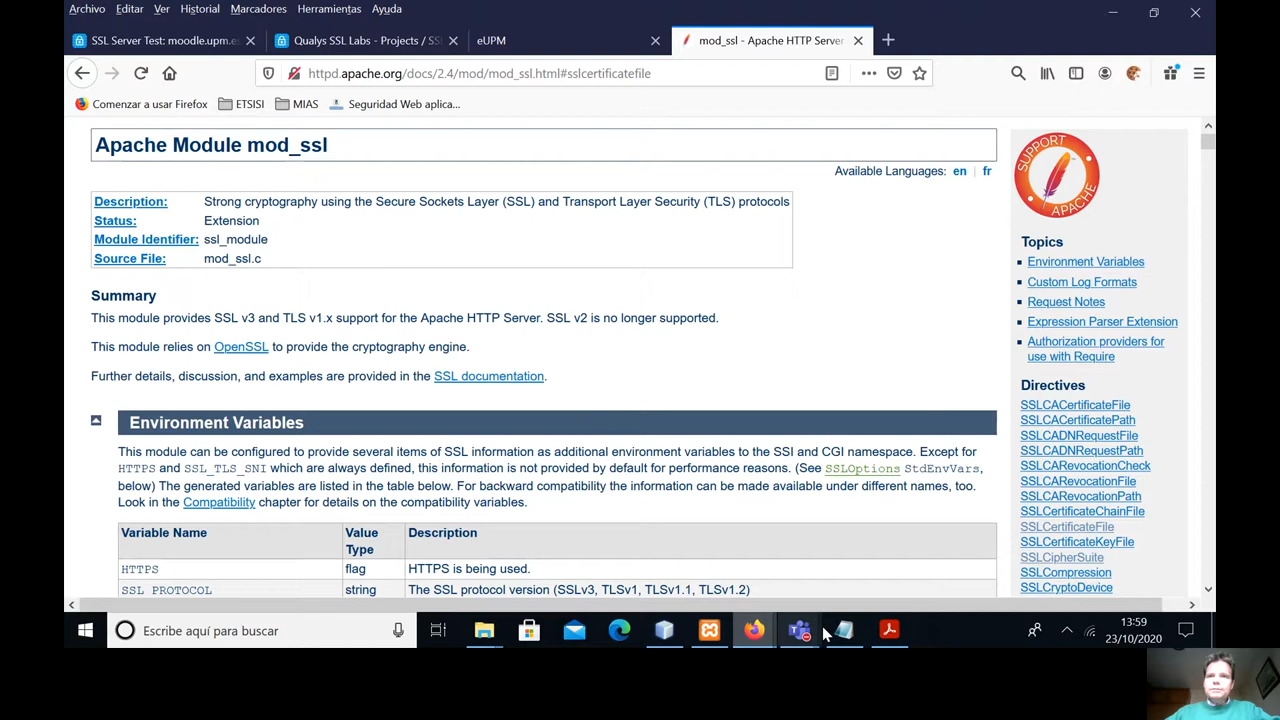 Archivo Editar Ver Historial Marcadores Herramientas Ayuda
SSL Server Test: moodle.upm.es
Qualys SSL Labs - Projects / SSL
eUPM
mod_ssl - Apache HTTP Server
httpd.apache.org/docs/2.4/mod/mod_ssl.html#sslcertificatefile
Comenzar a usar Firefox ETSISI MIAS Seguridad Web aplica...
Apache Module mod_ssl
Available Languages: en | fr
Description: Strong cryptography using the Secure Sockets Layer (SSL) and Transport Layer Security (TLS) protocols
Status: Extension
Module Identifier: ssl_module
Source File: mod_ssl.c
Summary
This module provides SSL v3 and TLS v1.x support for the Apache HTTP Server. SSL v2 is no longer supported.
This module relies on OpenSSL to provide the cryptography engine.
Further details, discussion, and examples are provided in the SSL documentation.
Environment Variables
This module can be configured to provide several items of SSL information as additional environment variables to the SSI and CGI namespace. Except for
HTTPS and SSL_TLS_SNI which are always defined, this information is not provided by default for performance reasons. (See SSLOptions StdEnvVars,
below) The generated variables are listed in the table below. For backward compatibility the information can be made available under different names, too.
Look in the Compatibility chapter for details on the compatibility variables.
Variable Name Value Type Description
HTTPS flag HTTPS is being used.
SSL_PROTOCOL string The SSL protocol version (SSLv3, TLSv1, TLSv1.1, TLSv1.2)
SUPPORT APACHE
Topics
Environment Variables
Custom Log Formats
Request Notes
Expression Parser Extension
Authorization providers for
use with Require
Directives
SSLCACertificateFile
SSLCACertificatePath
SSLCADNRequestFile
SSLCADNRequestPath
SSLCARevocationCheck
SSLCARevocationFile
SSLCARevocationPath
SSLCertificateChainFile
SSLCertificateFile
SSLCertificateKeyFile
SSLCipherSuite
SSLCompression
SSLCryptoDevice
Escribe aquí para buscar
13:59
23/10/2020